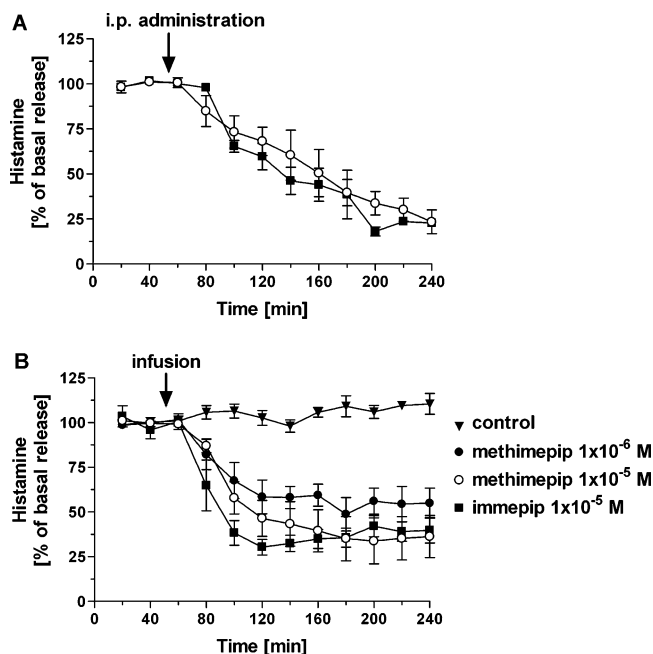 A
i.p. administration
Histamine
[% of basal release]
125
100
75
50
25
0
0 40 80 120 160 200 240
Time [min]
B
infusion
Histamine
[% of basal release]
125
100
75
50
25
0
0 40 80 120 160 200 240
Time [min]
control
methimepip 1x10⁻⁶ M
methimepip 1x10⁻⁵ M
immepip 1x10⁻⁵ M